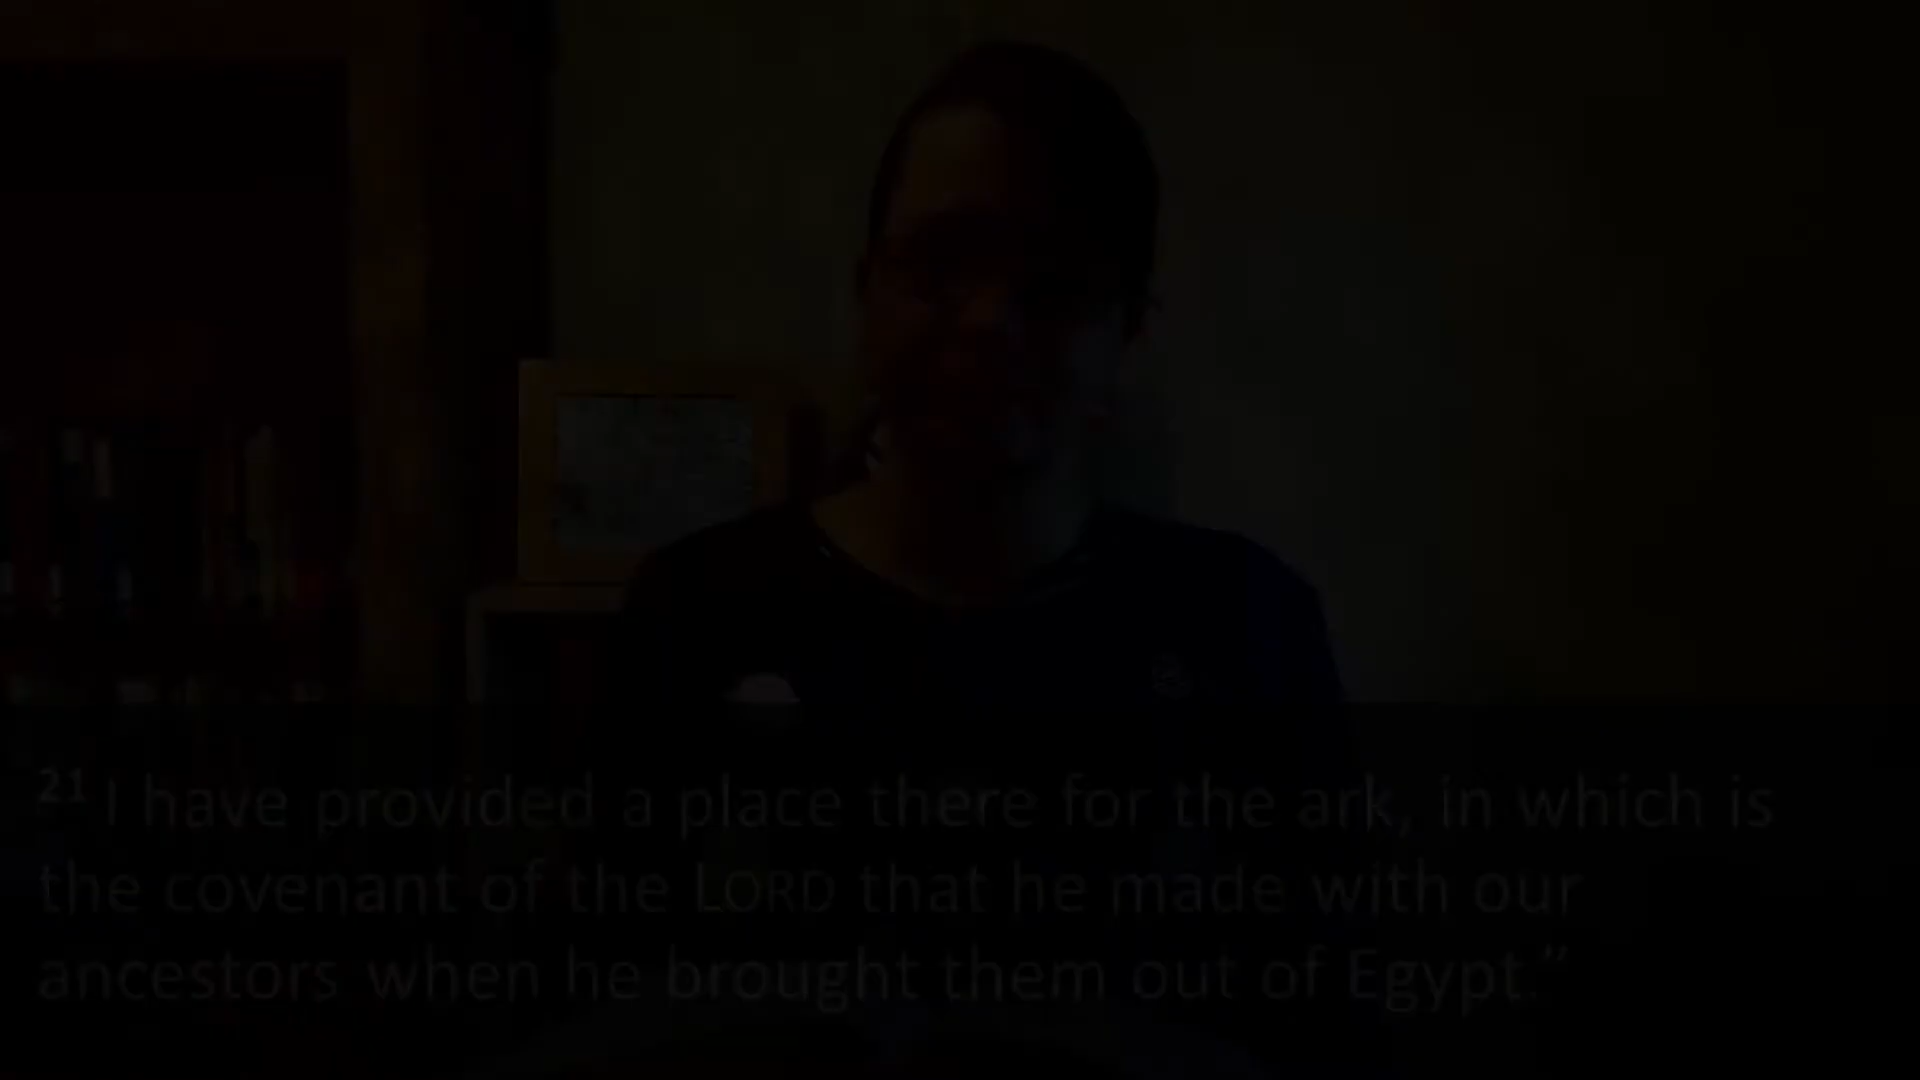 21 I have provided a place there for the ark, in which is
the covenant of the LORD that he made with our
ancestors when he brought them out of Egypt.”